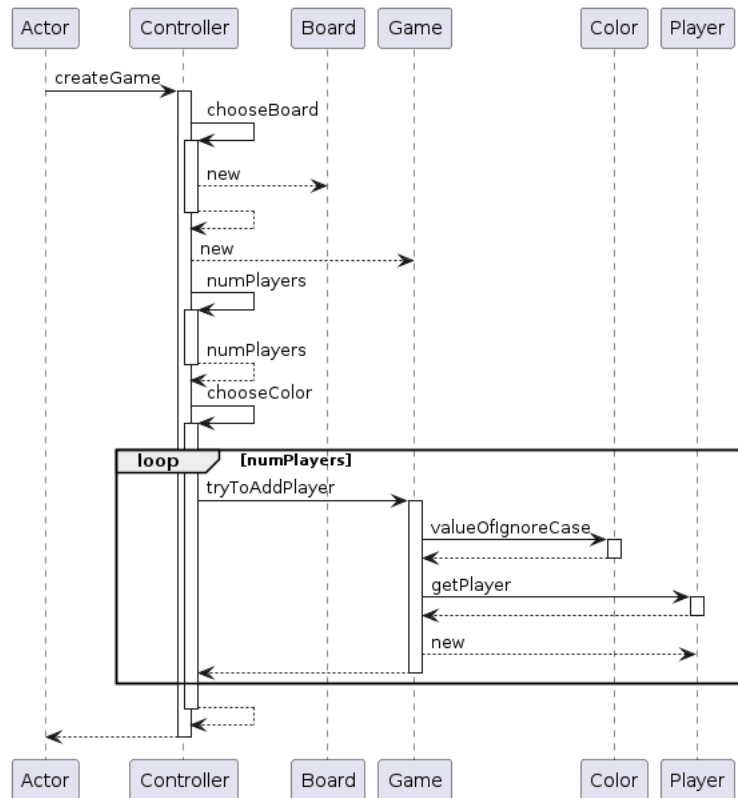 Actor Controller Board Game Color Player
createGame
chooseBoard
new
new
numPlayers
numPlayers
chooseColor
loop [numPlayers]
tryToAddPlayer
valueOfIgnoreCase
getPlayer
new
Actor Controller Board Game Color Player